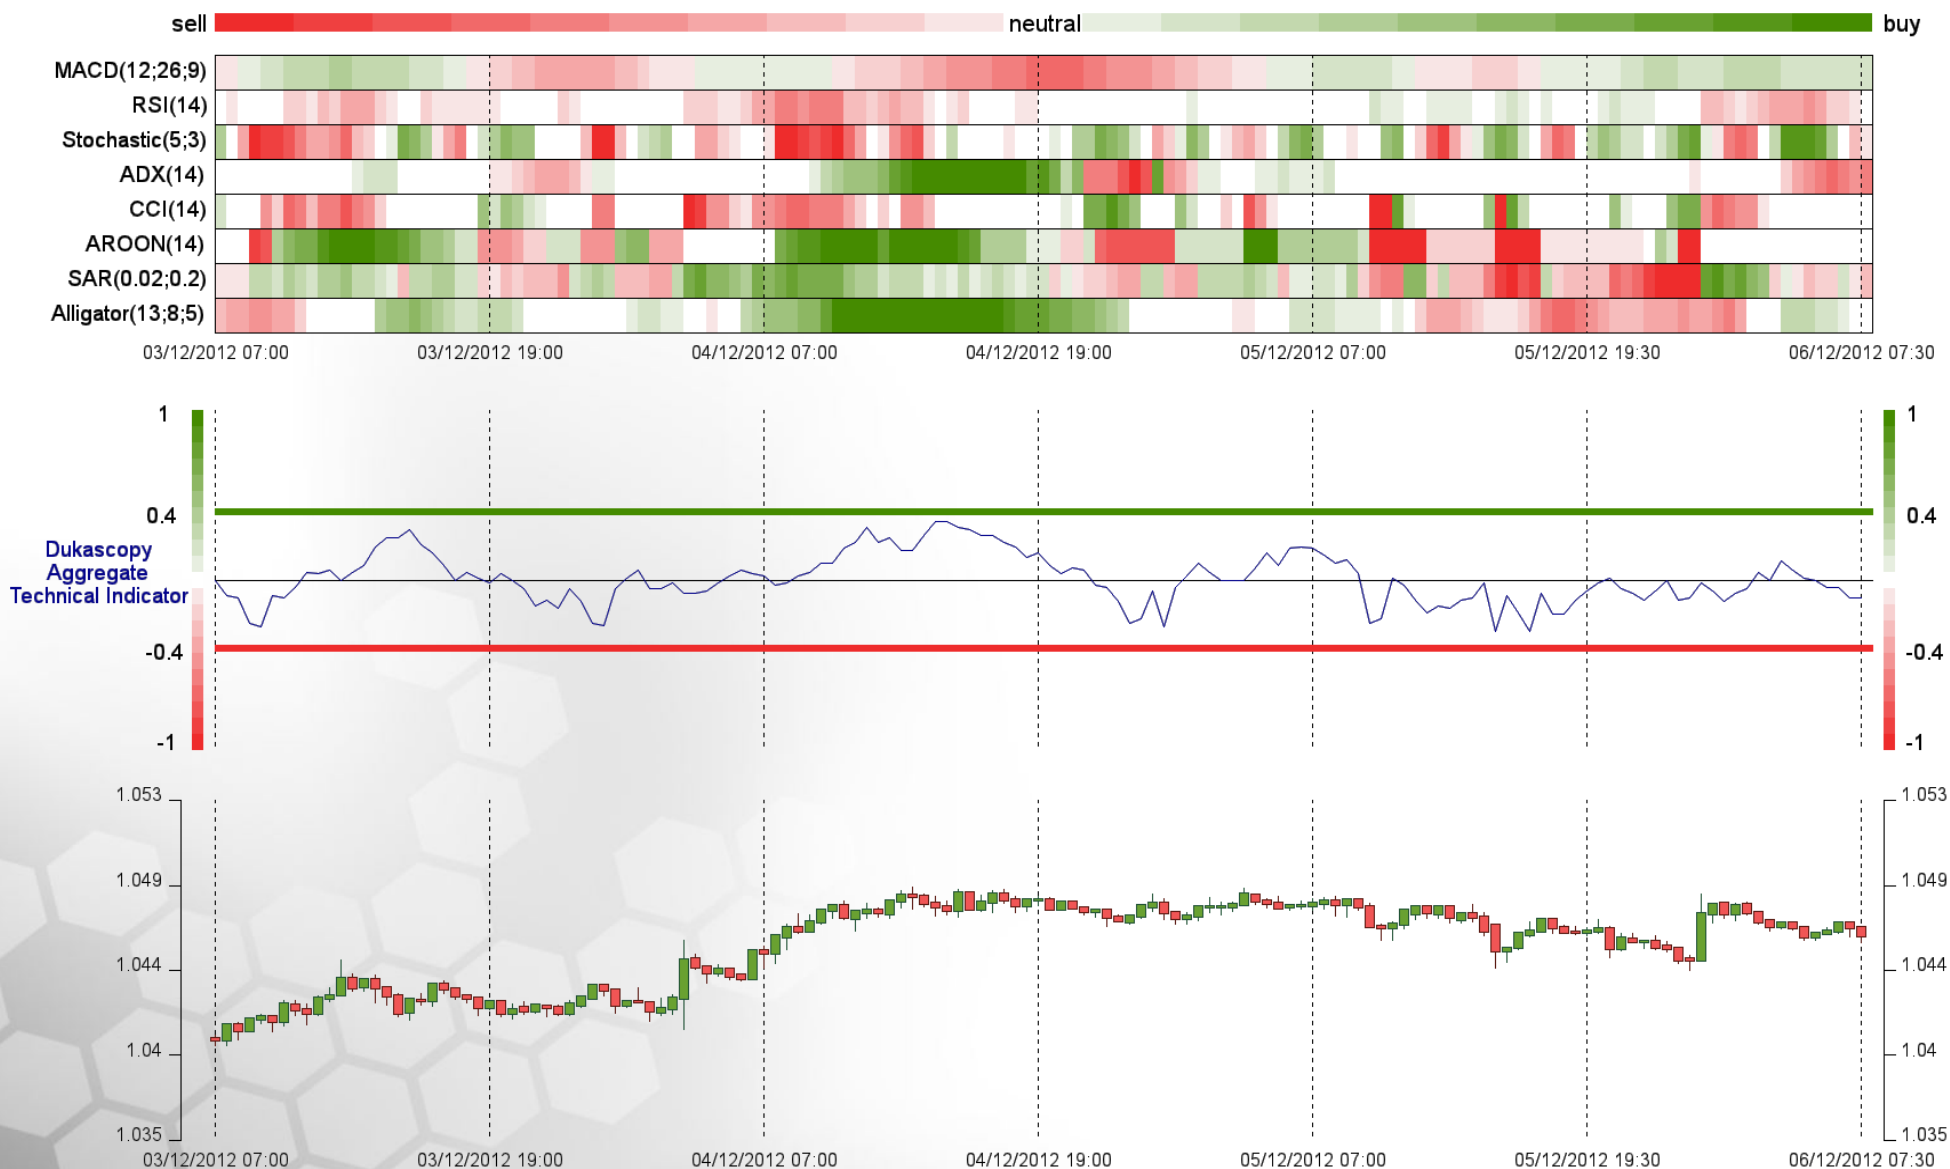 sell neutral buy
MACD(12;26;9)
RSI(14)
Stochastic(5;3)
ADX(14)
CCI(14)
AROON(14)
SAR(0.02;0.2)
Alligator(13;8;5)
03/12/2012 07:00 03/12/2012 19:00 04/12/2012 07:00 04/12/2012 19:00 05/12/2012 07:00 05/12/2012 19:30 06/12/2012 07:30
1 1
0.4 0.4
Dukascopy
Aggregate
Technical Indicator
-0.4 -0.4
-1 -1
1.053 1.053
1.049 1.049
1.044 1.044
1.04 1.04
1.035 1.035
03/12/2012 07:00 03/12/2012 19:00 04/12/2012 07:00 04/12/2012 19:00 05/12/2012 07:00 05/12/2012 19:30 06/12/2012 07:30